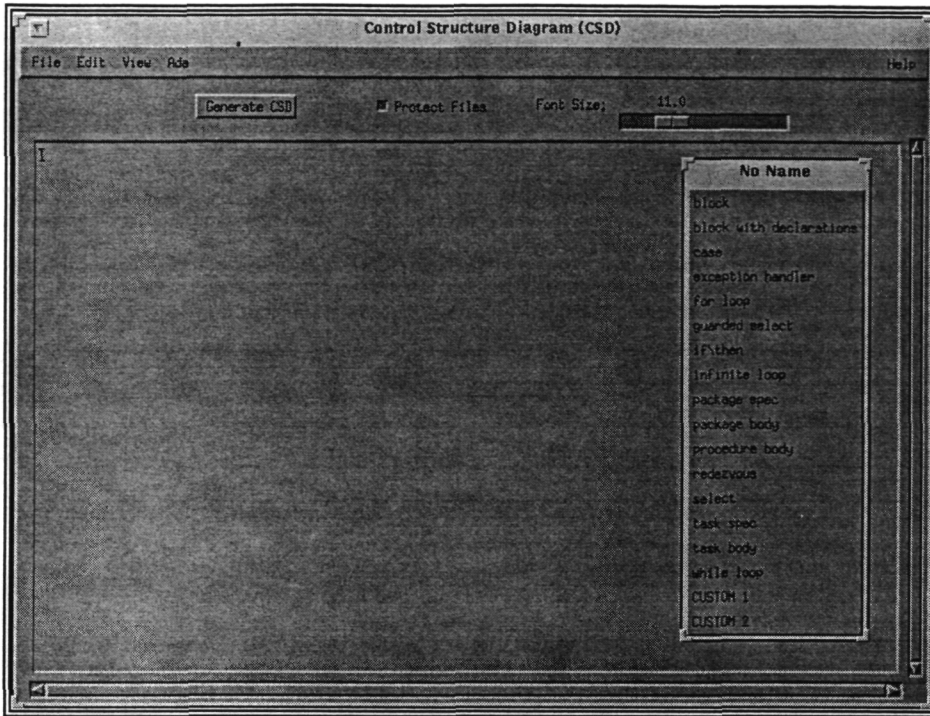 Control Structure Diagram (CSD)
File Edit View Ada Help
Generate CSD Protect Files Font Size: 11.0
No Name
block
block with declarations
case
exception handler
for loop
guarded select
if\then
infinite loop
package spec
package body
procedure body
redezvous
select
task spec
task body
while loop
CUSTOM 1
CUSTOM 2